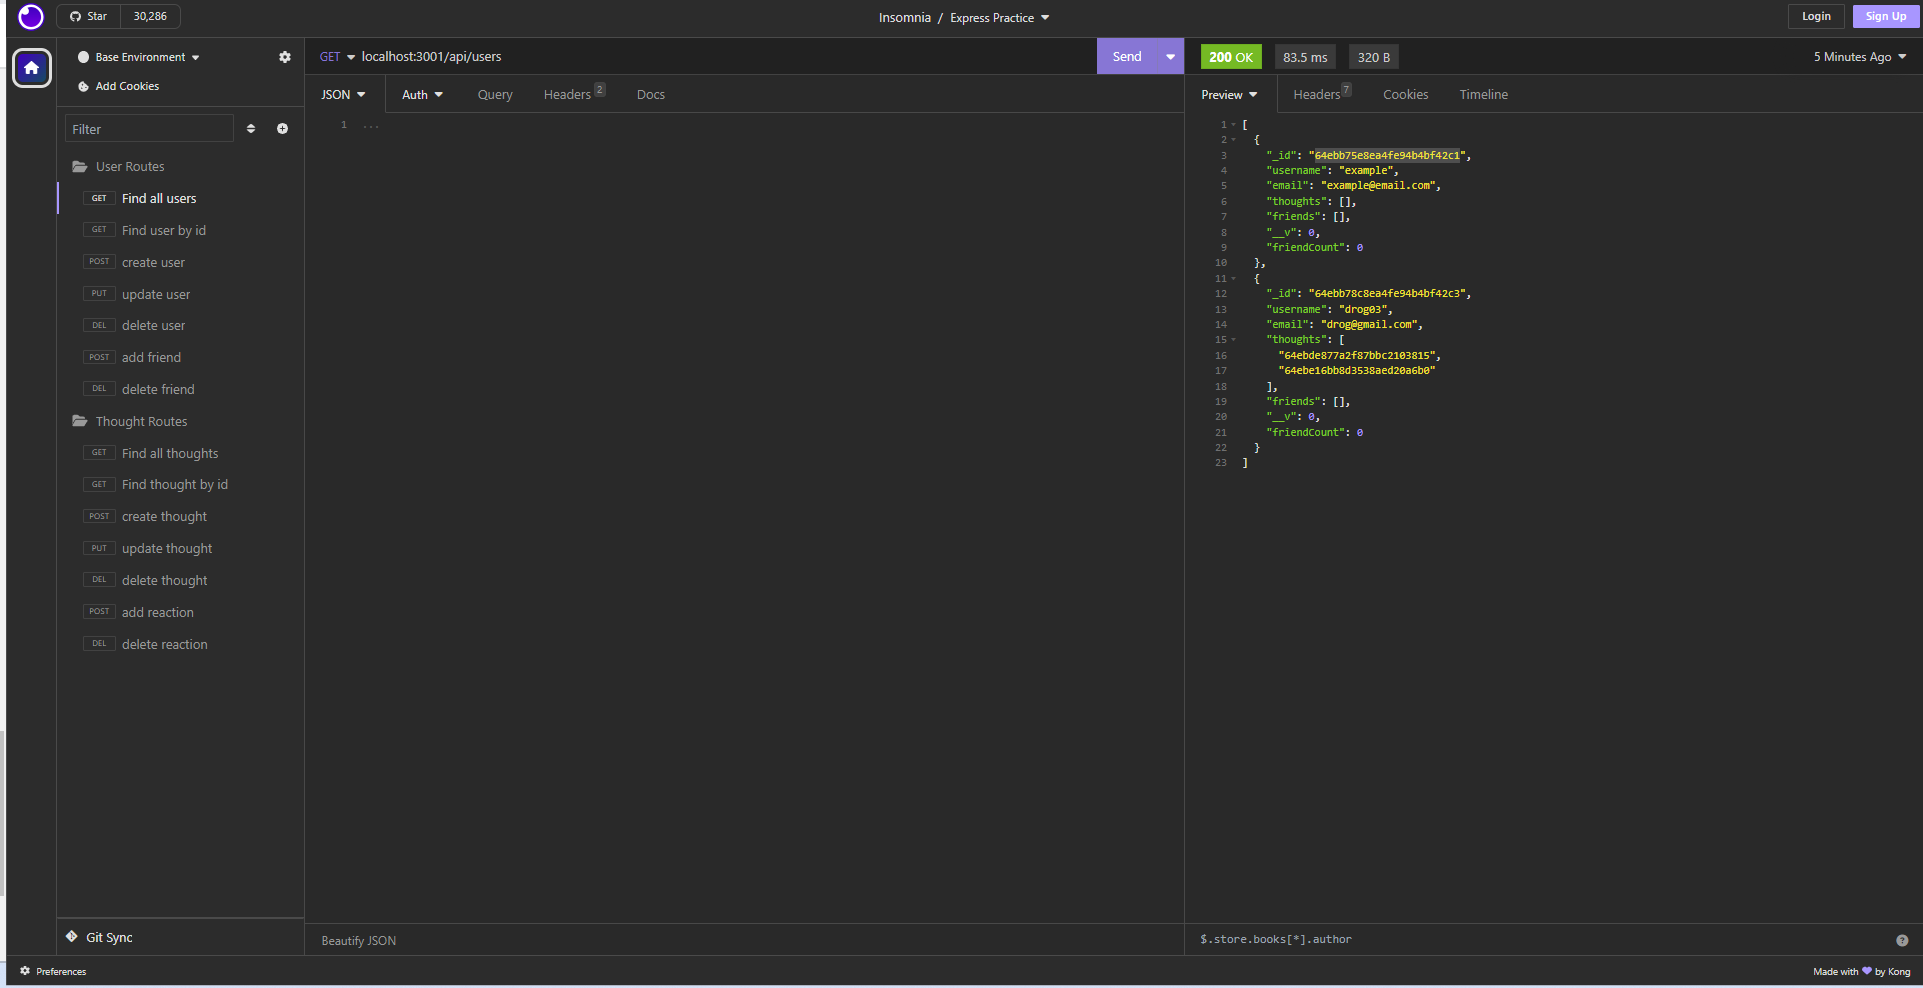 Star 30,286
Insomnia / Express Practice
Login Sign Up
Base Environment
Add Cookies
Filter
User Routes
GET Find all users
GET Find user by id
POST create user
PUT update user
DEL delete user
POST add friend
DEL delete friend
Thought Routes
GET Find all thoughts
GET Find thought by id
POST create thought
PUT update thought
DEL delete thought
POST add reaction
DEL delete reaction
Git Sync
Preferences
GET localhost:3001/api/users
Send
JSON Auth Query Headers 2 Docs
1 ...
Beautify JSON
200 OK 83.5 ms 320 B 5 Minutes Ago
Preview Headers 7 Cookies Timeline
1 [
2 {
3 "_id": "64ebb75e8ea4fe94b4bf42c1",
4 "username": "example",
5 "email": "example@email.com",
6 "thoughts": [],
7 "friends": [],
8 "__v": 0,
9 "friendCount": 0
10 },
11 {
12 "_id": "64ebb78c8ea4fe94b4bf42c3",
13 "username": "drog03",
14 "email": "drog@gmail.com",
15 "thoughts": [
16 "64ebde877a2f87bbc2103815",
17 "64ebe16bb8d3538aed20a6b0"
18 ],
19 "friends": [],
20 "__v": 0,
21 "friendCount": 0
22 }
23 ]
$.store.books[*].author
Made with by Kong